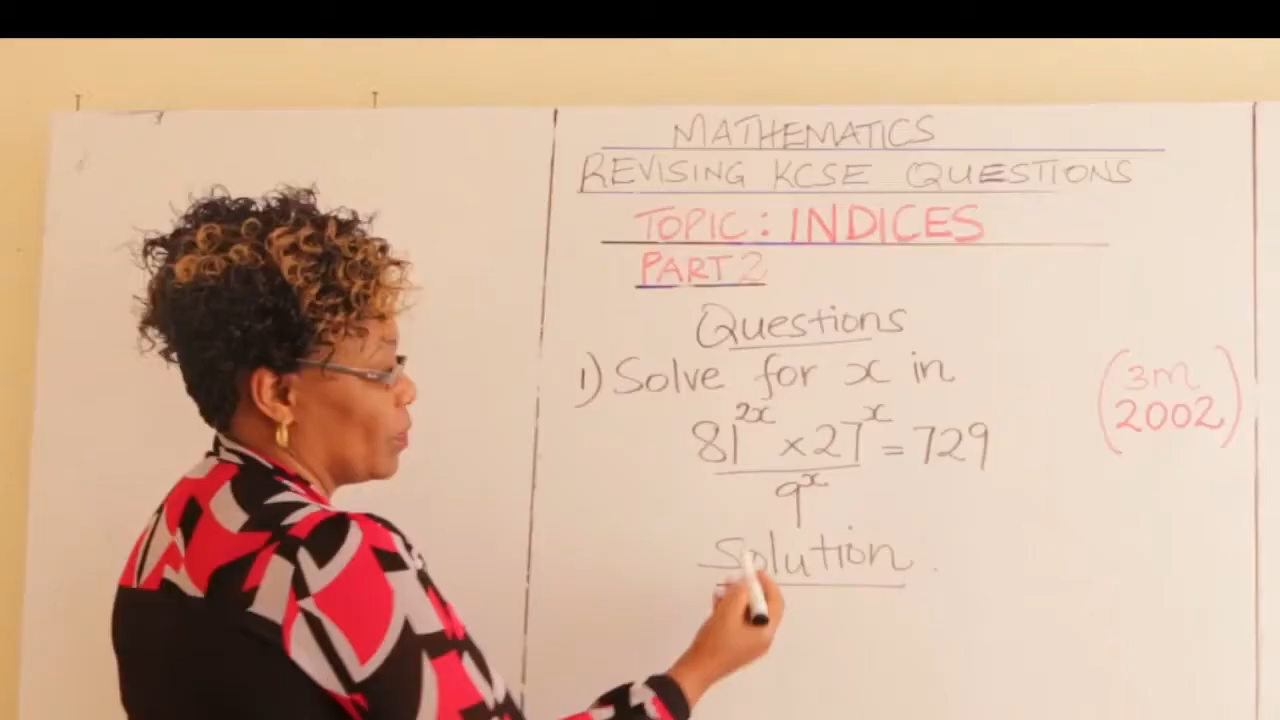 MATHEMATICS
REVISING KCSE QUESTIONS
TOPIC: INDICES
PART 2
Questions
1) Solve for x in
(3m
2002)
81^2x × 27^x = 729
9^x
Solution.